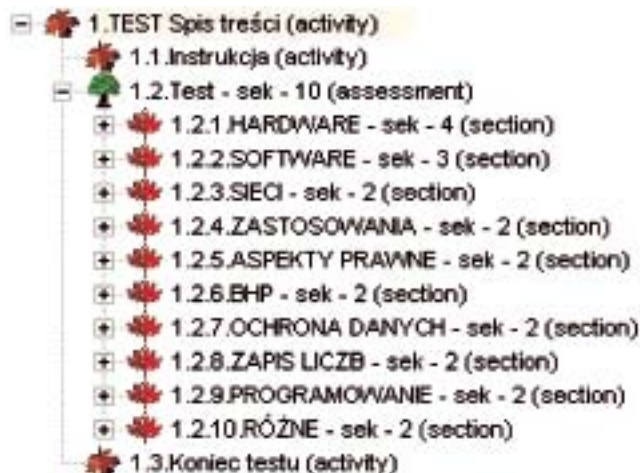 1.TEST Spis treści (activity)
1.1.Instrukcja (activity)
1.2.Test - sek - 10 (assessment)
1.2.1.HARDWARE - sek - 4 (section)
1.2.2.SOFTWARE - sek - 3 (section)
1.2.3.SIECI - sek - 2 (section)
1.2.4.ZASTOSOWANIA - sek - 2 (section)
1.2.5.ASPEKTY PRAWNE - sek - 2 (section)
1.2.6.BHP - sek - 2 (section)
1.2.7.OCHRONA DANYCH - sek - 2 (section)
1.2.8.ZAPIS LICZB - sek - 2 (section)
1.2.9.PROGRAMOWANIE - sek - 2 (section)
1.2.10.RÓŻNE - sek - 2 (section)
1.3.Koniec testu (activity)